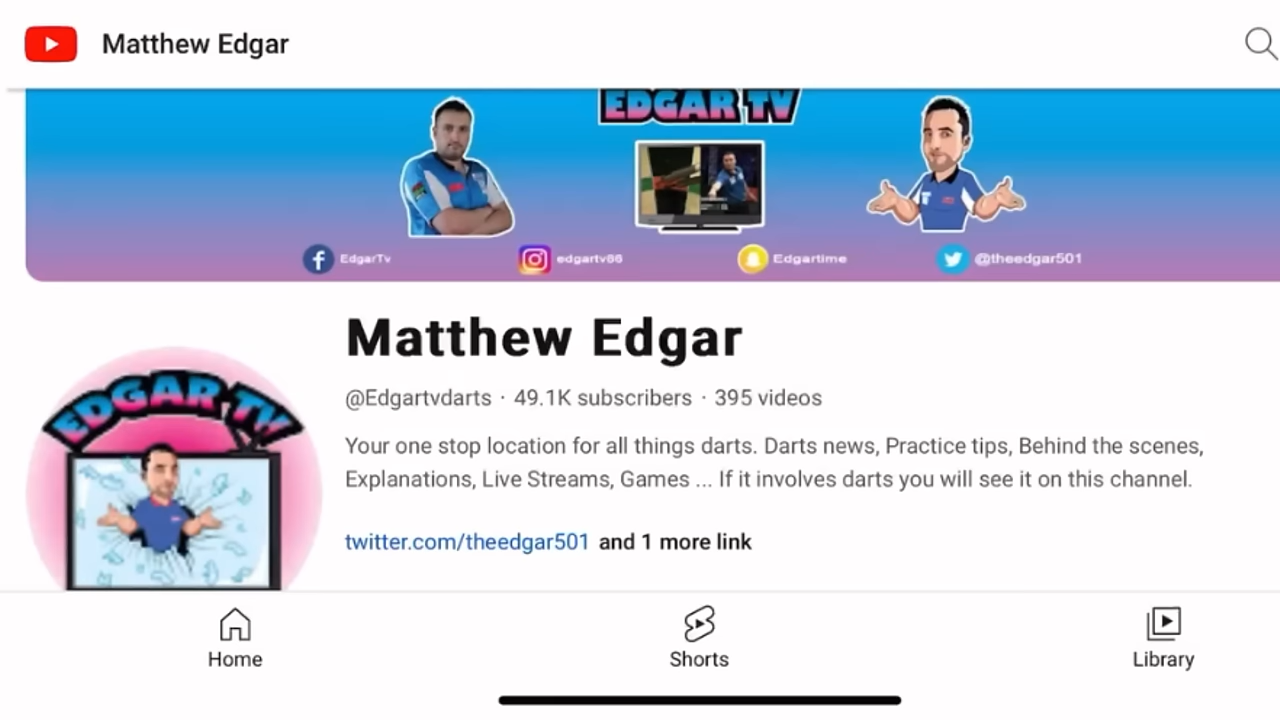 Matthew Edgar
EDGAR TV
EdgarTv
edgartv86
Edgartime
@theedgar501
Matthew Edgar
@Edgartvdarts · 49.1K subscribers · 395 videos
EDGAR TV
Your one stop location for all things darts. Darts news, Practice tips, Behind the scenes,
Explanations, Live Streams, Games ... If it involves darts you will see it on this channel.
twitter.com/theedgar501 and 1 more link
Home
Shorts
Library